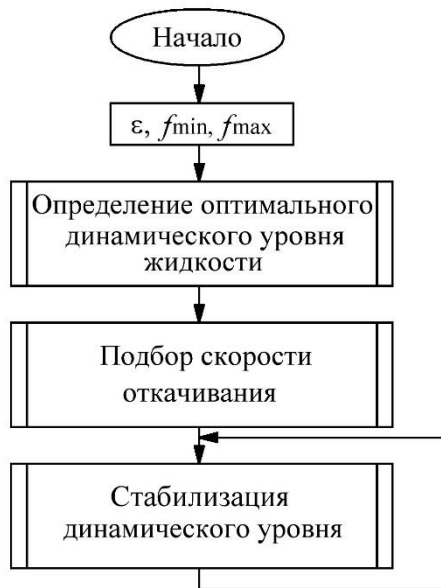 Начало
ε, fmin, fmax
Определение оптимального
динамического уровня
жидкости
Подбор скорости
откачивания
Стабилизация
динамического уровня